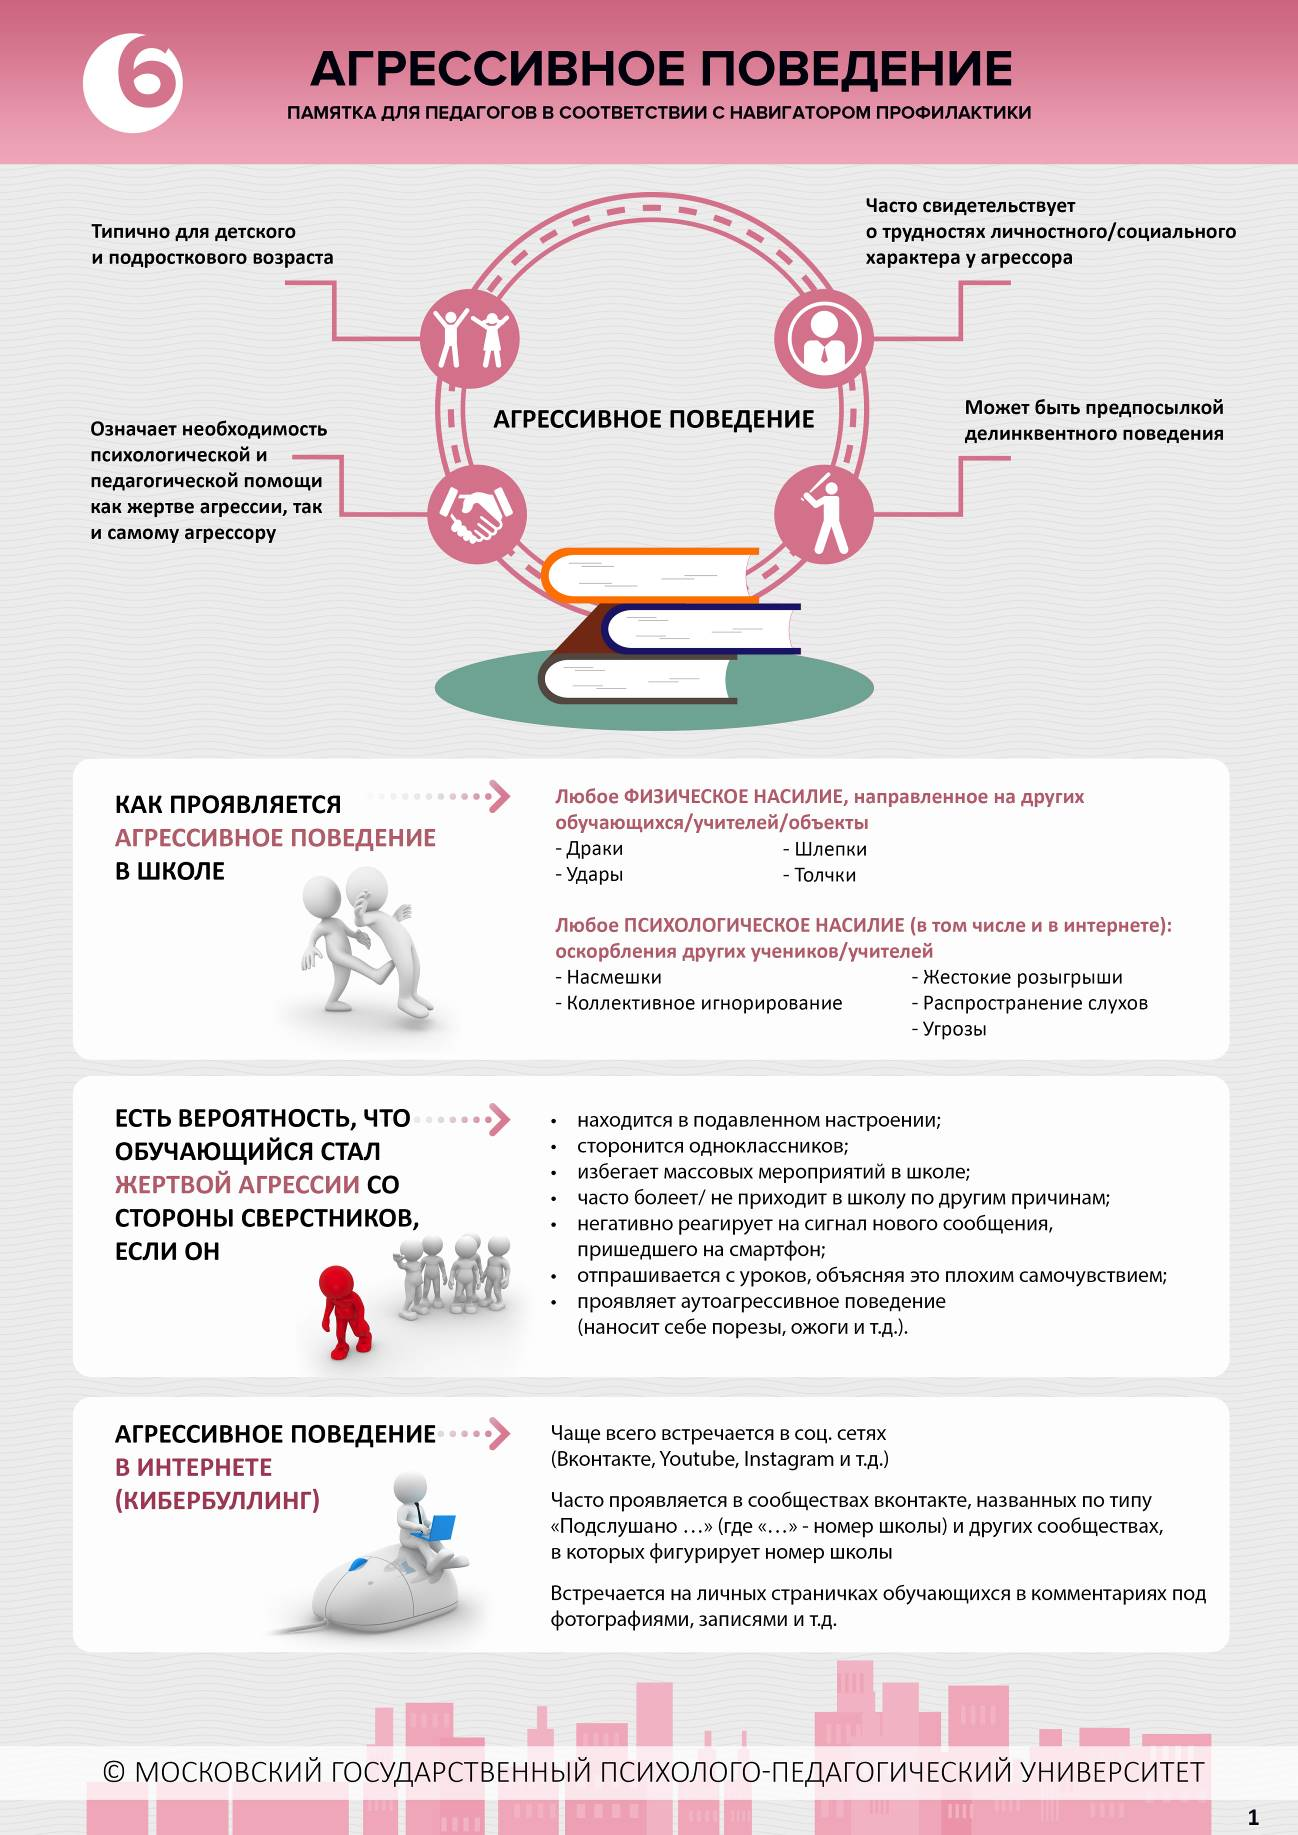 6
АГРЕССИВНОЕ ПОВЕДЕНИЕ
ПАМЯТКА ДЛЯ ПЕДАГОГОВ В СООТВЕТСТВИИ С НАВИГАТОРОМ ПРОФИЛАКТИКИ
Типично для детского
и подросткового возраста
Часто свидетельствует
о трудностях личностного/социального
характера у агрессора
АГРЕССИВНОЕ ПОВЕДЕНИЕ
Означает необходимость
психологической и
педагогической помощи
как жертве агрессии, так
и самому агрессору
Может быть предпосылкой
делинквентного поведения
КАК ПРОЯВЛЯЕТСЯ
АГРЕССИВНОЕ ПОВЕДЕНИЕ
В ШКОЛЕ
Любое ФИЗИЧЕСКОЕ НАСИЛИЕ, направленное на других
обучающихся/учителей/объекты
- Драки - Шлепки
- Удары - Толчки
Любое ПСИХОЛОГИЧЕСКОЕ НАСИЛИЕ (в том числе и в интернете):
оскорбления других учеников/учителей
- Насмешки - Жестокие розыгрыши
- Коллективное игнорирование - Распространение слухов
- Угрозы
ЕСТЬ ВЕРОЯТНОСТЬ, ЧТО
ОБУЧАЮЩИЙСЯ СТАЛ
ЖЕРТВОЙ АГРЕССИИ СО
СТОРОНЫ СВЕРСТНИКОВ,
ЕСЛИ ОН
• находится в подавленном настроении;
• сторонится одноклассников;
• избегает массовых мероприятий в школе;
• часто болеет/ не приходит в школу по другим причинам;
• негативно реагирует на сигнал нового сообщения,
пришедшего на смартфон;
• отпрашивается с уроков, объясняя это плохим самочувствием;
• проявляет аутоагрессивное поведение
(наносит себе порезы, ожоги и т.д.).
АГРЕССИВНОЕ ПОВЕДЕНИЕ
В ИНТЕРНЕТЕ
(КИБЕРБУЛЛИНГ)
Чаще всего встречается в соц. сетях
(Вконтакте, Youtube, Instagram и т.д.)
Часто проявляется в сообществах вконтакте, названных по типу
«Подслушано …» (где «…» - номер школы) и других сообществах,
в которых фигурирует номер школы
Встречается на личных страничках обучающихся в комментариях под
фотографиями, записями и т.д.
© МОСКОВСКИЙ ГОСУДАРСТВЕННЫЙ ПСИХОЛОГО-ПЕДАГОГИЧЕСКИЙ УНИВЕРСИТЕТ
1